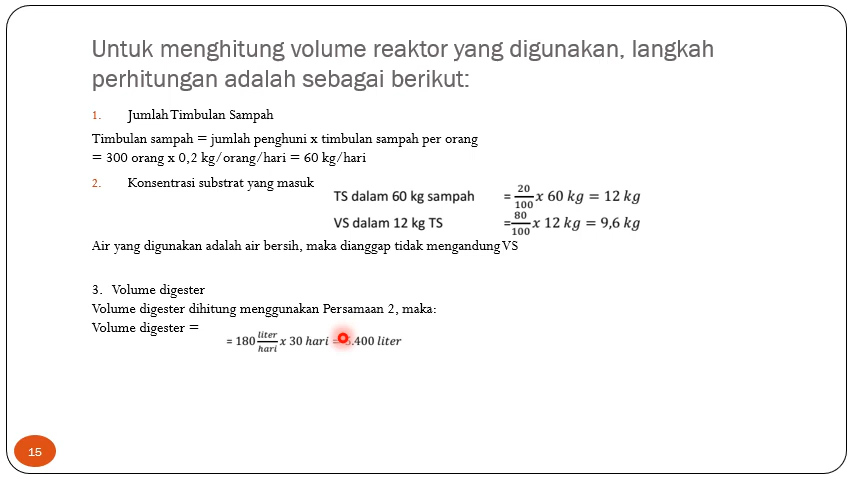 Untuk menghitung volume reaktor yang digunakan, langkah
perhitungan adalah sebagai berikut:
1. Jumlah Timbulan Sampah
Timbulan sampah = jumlah penghuni x timbulan sampah per orang
= 300 orang x 0,2 kg/orang/hari = 60 kg/hari
2. Konsentrasi substrat yang masuk
TS dalam 60 kg sampah = 20/100 x 60 kg = 12 kg
VS dalam 12 kg TS = 80/100 x 12 kg = 9,6 kg
Air yang digunakan adalah air bersih, maka dianggap tidak mengandung VS
3. Volume digester
Volume digester dihitung menggunakan Persamaan 2, maka:
Volume digester =
= 180 liter/hari x 30 hari = .400 liter
15